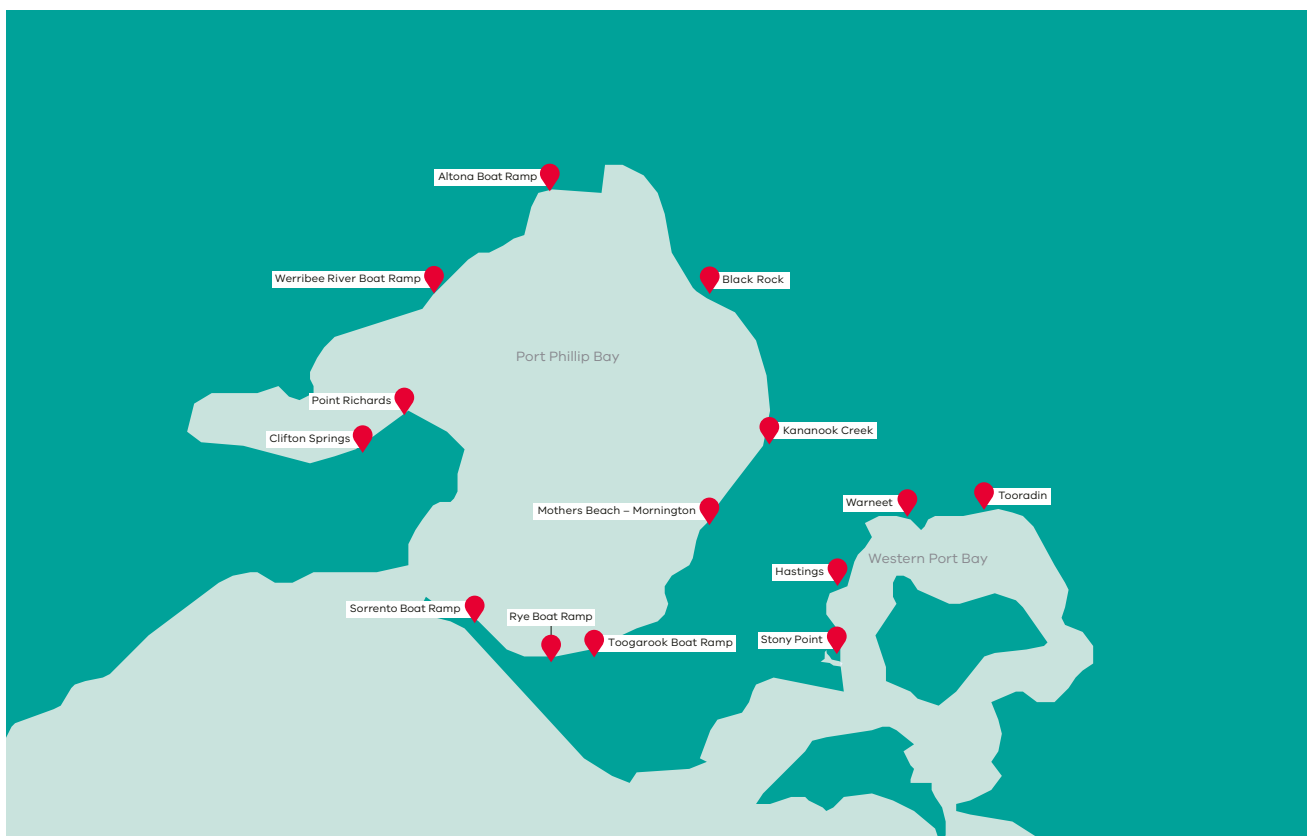 Altona Boat Ramp
Werribee River Boat Ramp
Black Rock
Port Phillip Bay
Point Richards
Clifton Springs
Kananook Creek
Mothers Beach – Mornington
Warneet
Tooradin
Western Port Bay
Hastings
Sorrento Boat Ramp
Rye Boat Ramp
Toogarook Boat Ramp
Stony Point